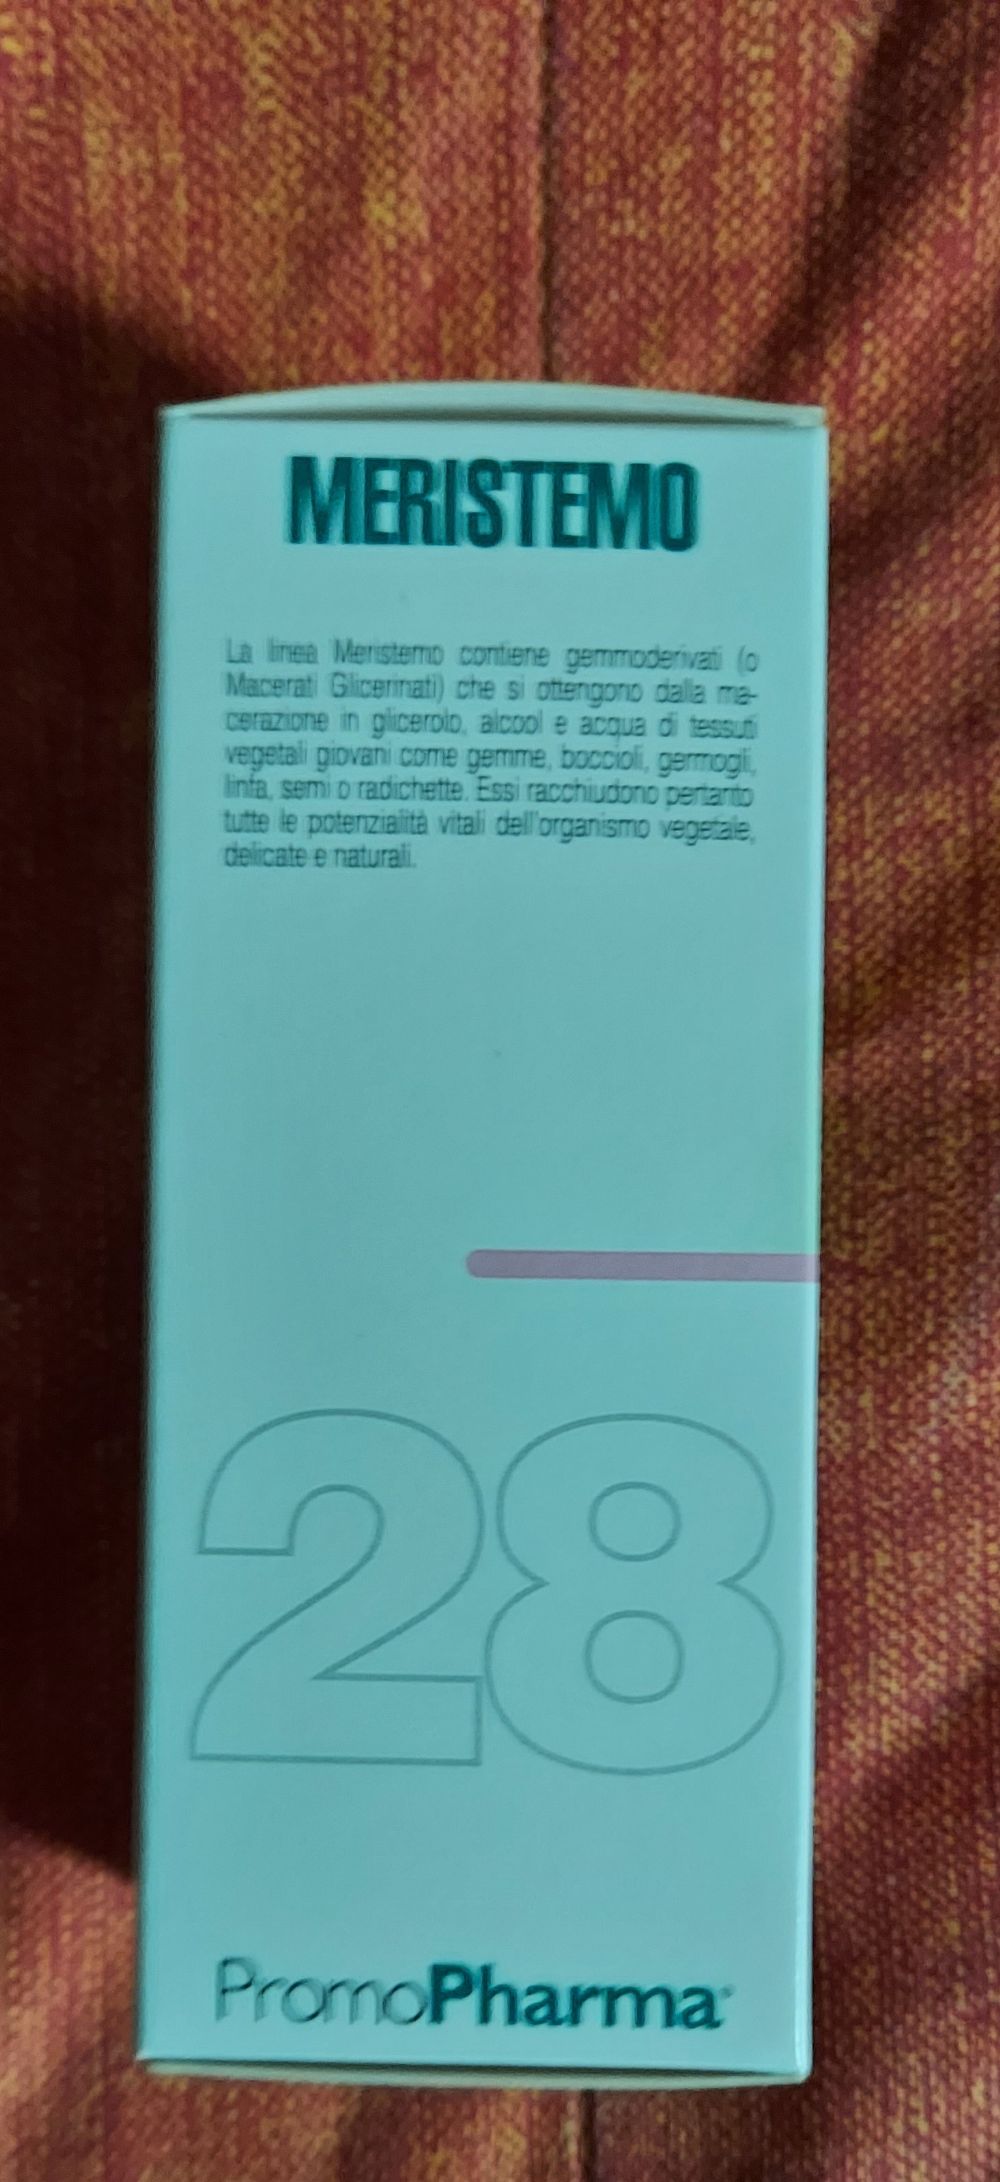 MERISTEMO
La linea Meristemo contiene gemmoderivati (o
Macerati Glicerinati) che si ottengono dalla ma-
cerazione in glicerolo, alcool e acqua di tessuti
vegetali giovani come gemme, boccioli, germogli,
linfa, semi o radichette. Essi racchiudono pertanto
tutte le potenzialità vitali dell'organismo vegetale,
delicate e naturali.
28
PromoPharma®